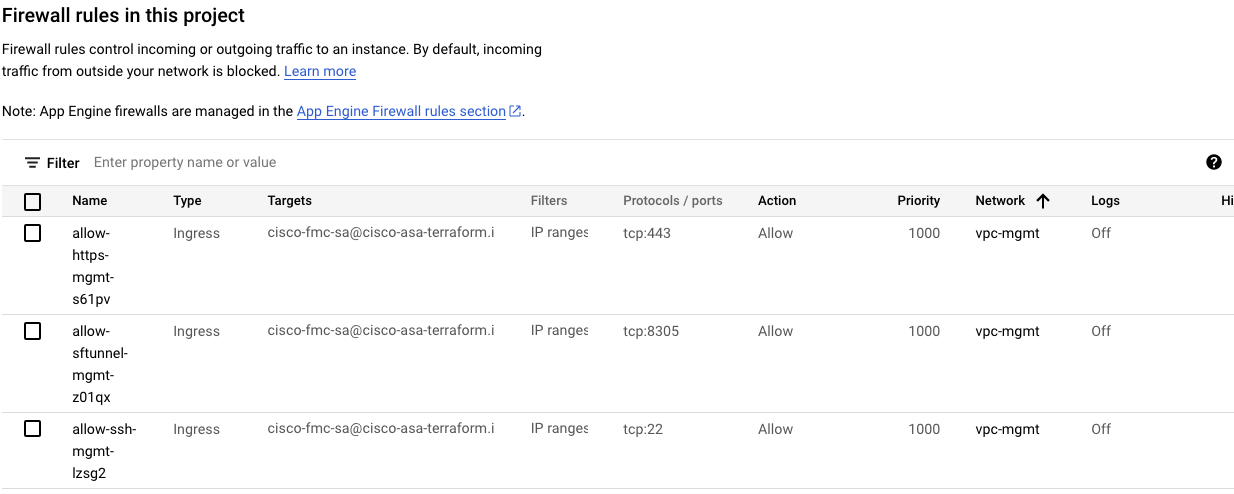 Firewall rules in this project
Firewall rules control incoming or outgoing traffic to an instance. By default, incoming
traffic from outside your network is blocked. Learn more
Note: App Engine firewalls are managed in the App Engine Firewall rules section.
Filter Enter property name or value
Name Type Targets Filters Protocols / ports Action Priority Network Logs Hi
allow- Ingress cisco-fmc-sa@cisco-asa-terraform.i IP ranges tcp:443 Allow 1000 vpc-mgmt Off
https-
mgmt-
s61pv
allow- Ingress cisco-fmc-sa@cisco-asa-terraform.i IP ranges tcp:8305 Allow 1000 vpc-mgmt Off
sftunnel-
mgmt-
z01qx
allow-ssh- Ingress cisco-fmc-sa@cisco-asa-terraform.i IP ranges tcp:22 Allow 1000 vpc-mgmt Off
mgmt-
lzsg2